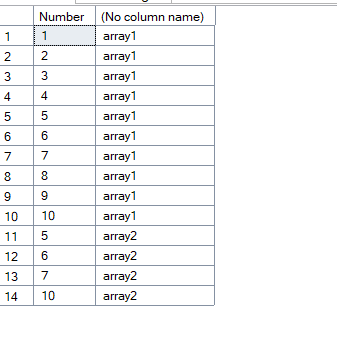 Number (No column name)
1 1 array1
2 2 array1
3 3 array1
4 4 array1
5 5 array1
6 6 array1
7 7 array1
8 8 array1
9 9 array1
10 10 array1
11 5 array2
12 6 array2
13 7 array2
14 10 array2